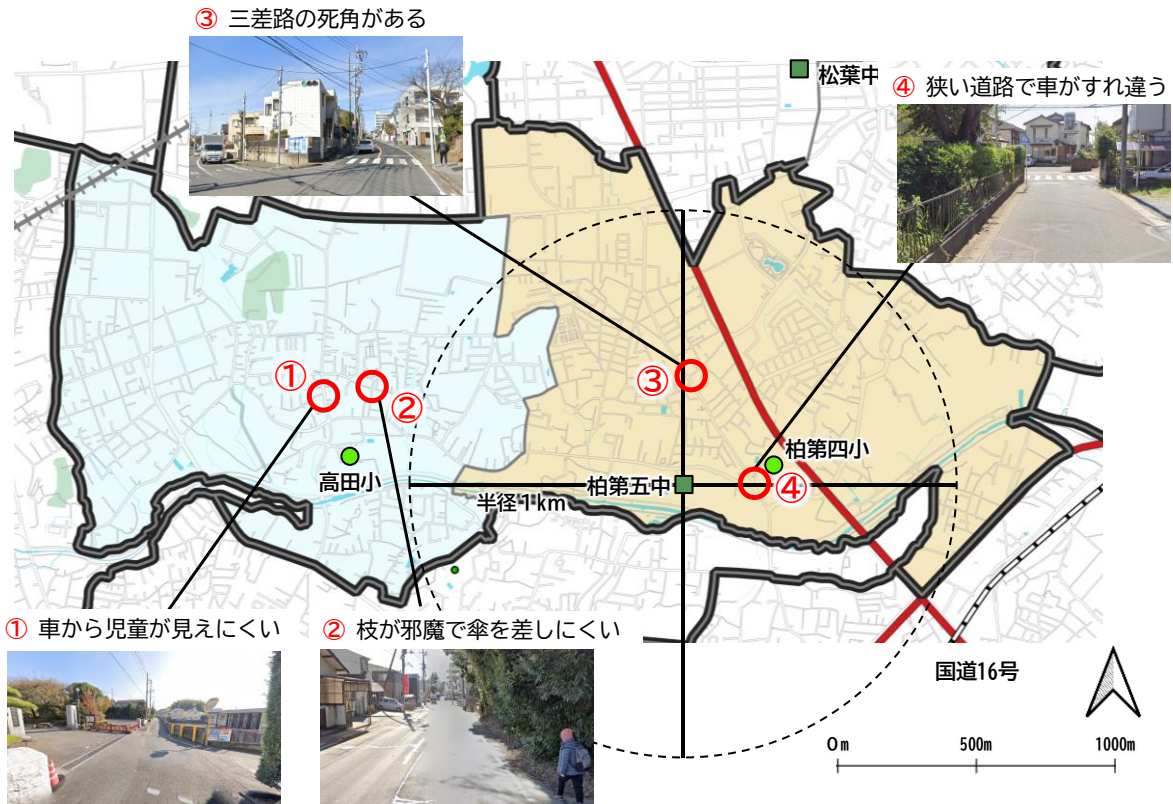 ③ 三差路の死角がある
松葉中
④ 狭い道路で車がすれ違う
①
②
③
高田小
柏第四小
柏第五中
④
半径1km
① 車から児童が見えにくい
② 枝が邪魔で傘を差しにくい
国道16号
0m
500m
1000m